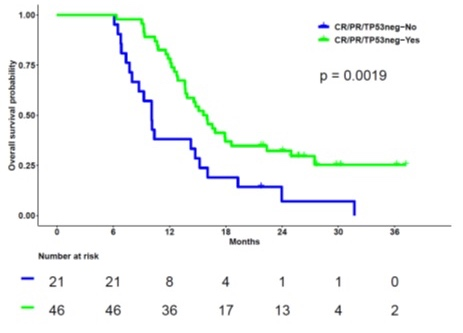 CR/PR/TP53neg-No
CR/PR/TP53neg-Yes
p = 0.0019
Overall survival probability
1.00
0.75
0.50
0.25
0.00
0 6 12 18 24 30 36
Months
Number at risk
21 21 8 4 1 1 0
46 46 36 17 13 4 2